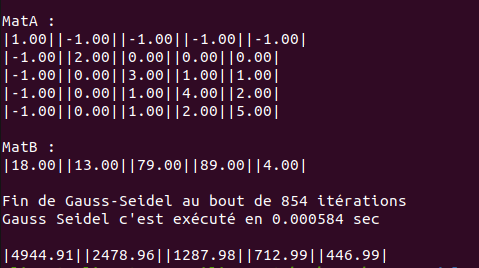 MatA :
|1.00||-1.00||-1.00||-1.00||-1.00|
|-1.00||2.00||0.00||0.00||0.00|
|-1.00||0.00||3.00||1.00||1.00|
|-1.00||0.00||1.00||4.00||2.00|
|-1.00||0.00||1.00||2.00||5.00|
MatB :
|18.00||13.00||79.00||89.00||4.00|
Fin de Gauss-Seidel au bout de 854 itérations
Gauss Seidel c'est exécuté en 0.000584 sec
|4944.91||2478.96||1287.98||712.99||446.99|